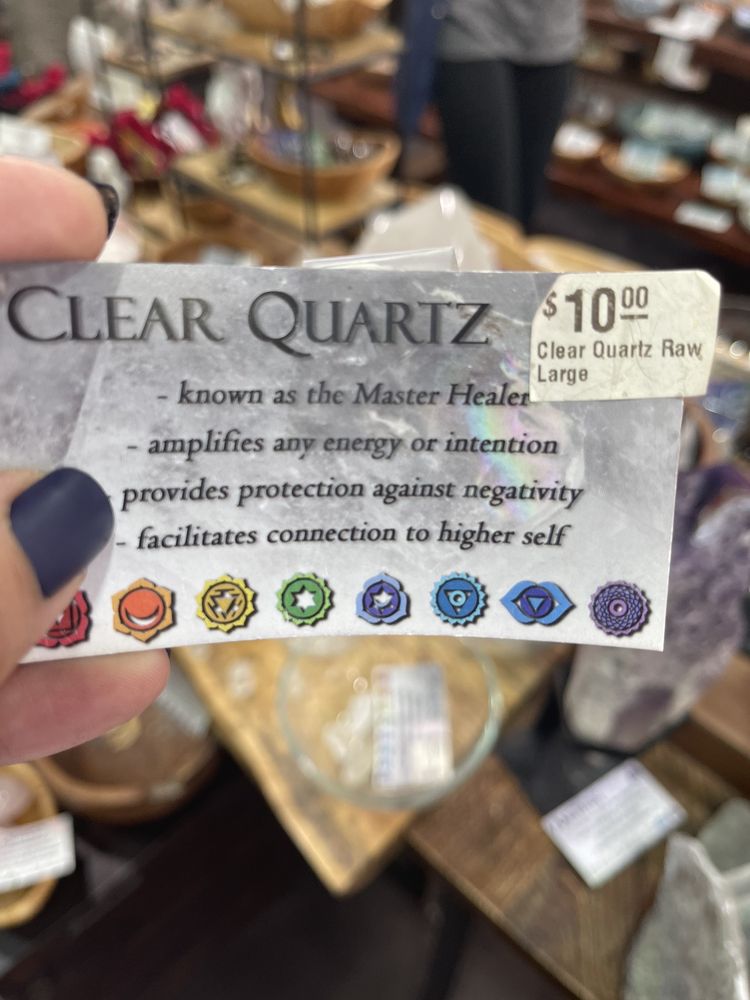 CLEAR QUARTZ
$10.00
Clear Quartz Raw
Large
- known as the Master Healer
- amplifies any energy or intention
- provides protection against negativity
- facilitates connection to higher self